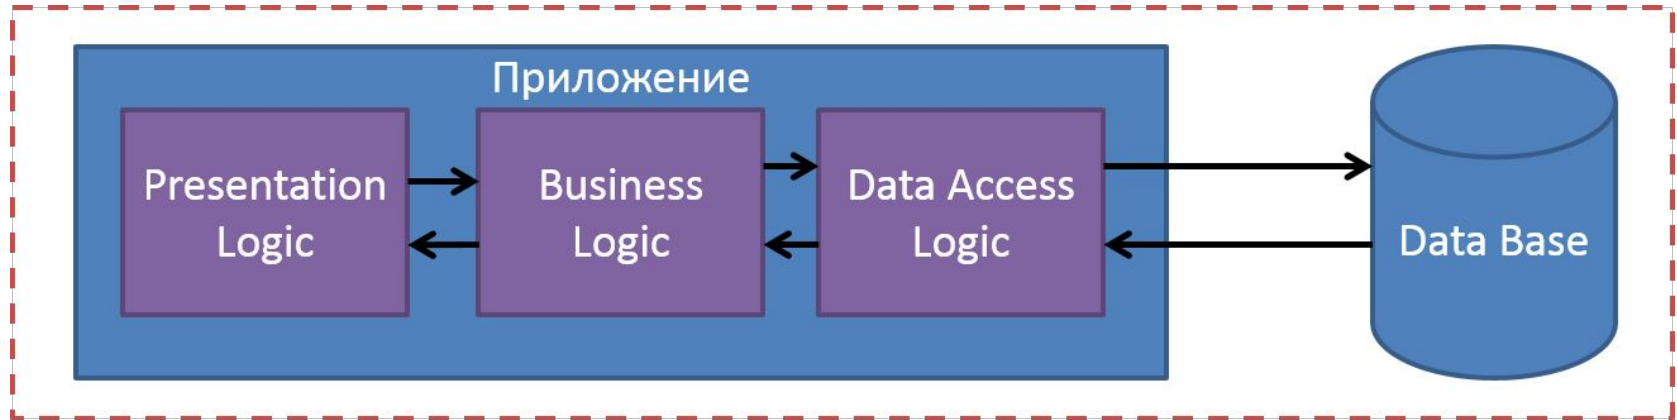 Приложение
Presentation
Logic
Business
Logic
Data Access
Logic
Data Base